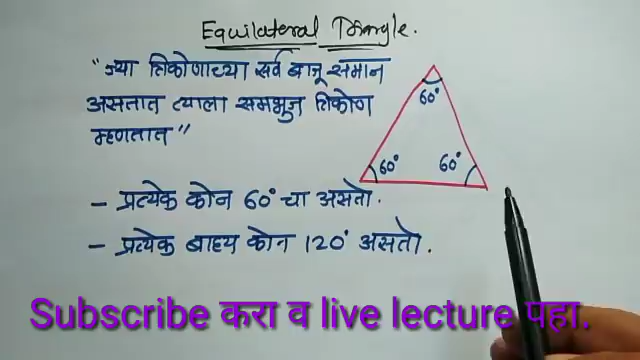 Equilateral Triangle.
" ज्या त्रिकोणाच्या सर्व बाजू समान
असतात त्याला समभुज त्रिकोण
म्हणतात "
60°
60° 60°
- प्रत्येक कोन 60° चा असतो.
- प्रत्येक बाहय कोन 120° असतो.
Subscribe करा व live lecture पहा.